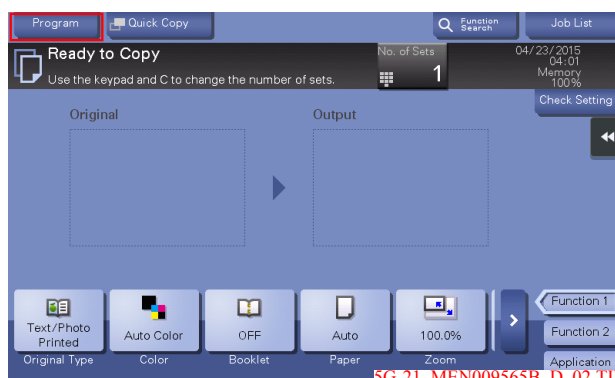 Program
Quick Copy
Function
Search
Job List
Ready to Copy
Use the keypad and C to change the number of sets.
No. of Sets
1
04/23/2015
04:01
Memory
100%
Check Setting
Original
Output
Text/Photo
Printed
Auto Color
OFF
Auto
100.0%
Original Type
Color
Booklet
Paper
Zoom
Function 1
Function 2
Application